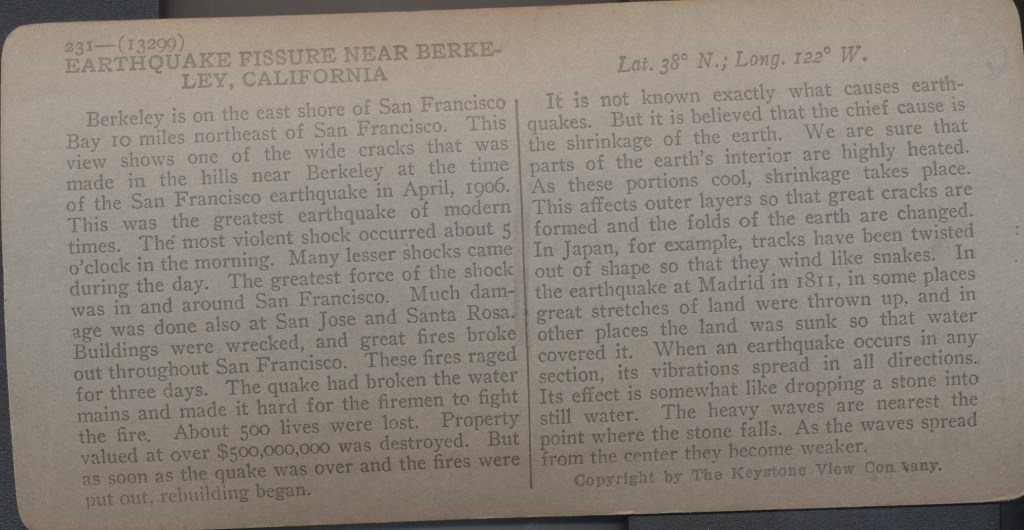 231—(13299)
EARTHQUAKE FISSURE NEAR BERKE-
LEY, CALIFORNIA
Berkeley is on the east shore of San Francisco
Bay 10 miles northeast of San Francisco. This
view shows one of the wide cracks that was
made in the hills near Berkeley at the time
of the San Francisco earthquake in April, 1906.
This was the greatest earthquake of modern
times. The most violent shock occurred about 5
o'clock in the morning. Many lesser shocks came
during the day. The greatest force of the shock
was in and around San Francisco. Much dam-
age was done also at San Jose and Santa Rosa.
Buildings were wrecked, and great fires broke
out throughout San Francisco. These fires raged
for three days. The quake had broken the water
mains and made it hard for the firemen to fight
the fire. About 500 lives were lost. Property
valued at over $500,000,000 was destroyed. But
as soon as the quake was over and the fires were
put out, rebuilding began.
Lat. 38° N.; Long. 122° W.
It is not known exactly what causes earth-
quakes. But it is believed that the chief cause is
the shrinkage of the earth. We are sure that
parts of the earth's interior are highly heated.
As these portions cool, shrinkage takes place.
This affects outer layers so that great cracks are
formed and the folds of the earth are changed.
In Japan, for example, tracks have been twisted
out of shape so that they wind like snakes. In
the earthquake at Madrid in 1811, in some places
great stretches of land were thrown up, and in
other places the land was sunk so that water
covered it. When an earthquake occurs in any
section, its vibrations spread in all directions.
Its effect is somewhat like dropping a stone into
still water. The heavy waves are nearest the
point where the stone falls. As the waves spread
from the center they become weaker.
Copyright by The Keystone View Company.